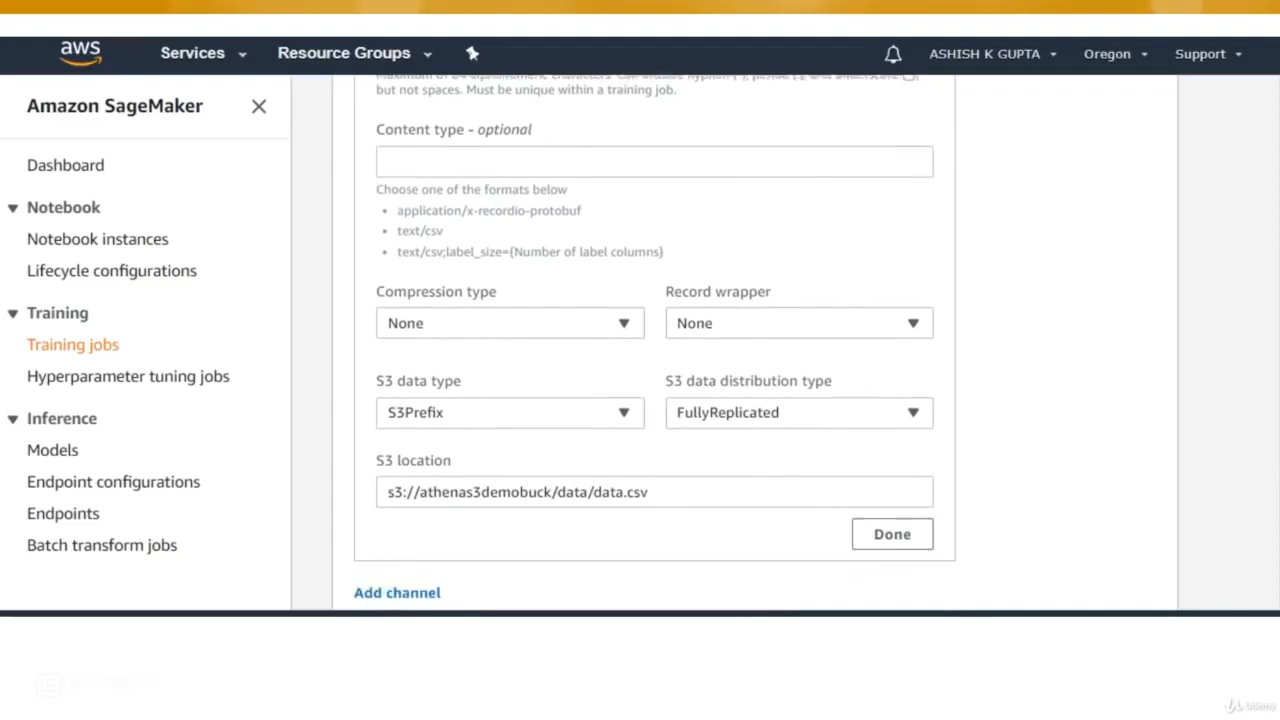 aws Services Resource Groups ASHISH K GUPTA Oregon Support
Amazon SageMaker
Dashboard
Notebook
Notebook instances
Lifecycle configurations
Training
Training jobs
Hyperparameter tuning jobs
Inference
Models
Endpoint configurations
Endpoints
Batch transform jobs
but not spaces. Must be unique within a training job.
Content type - optional
Choose one of the formats below
• application/x-recordio-protobuf
• text/csv
• text/csv;label_size={Number of label columns}
Compression type Record wrapper
None None
S3 data type S3 data distribution type
S3Prefix FullyReplicated
S3 location
s3://athenas3demobuck/data/data.csv
Done
Add channel
Udemy